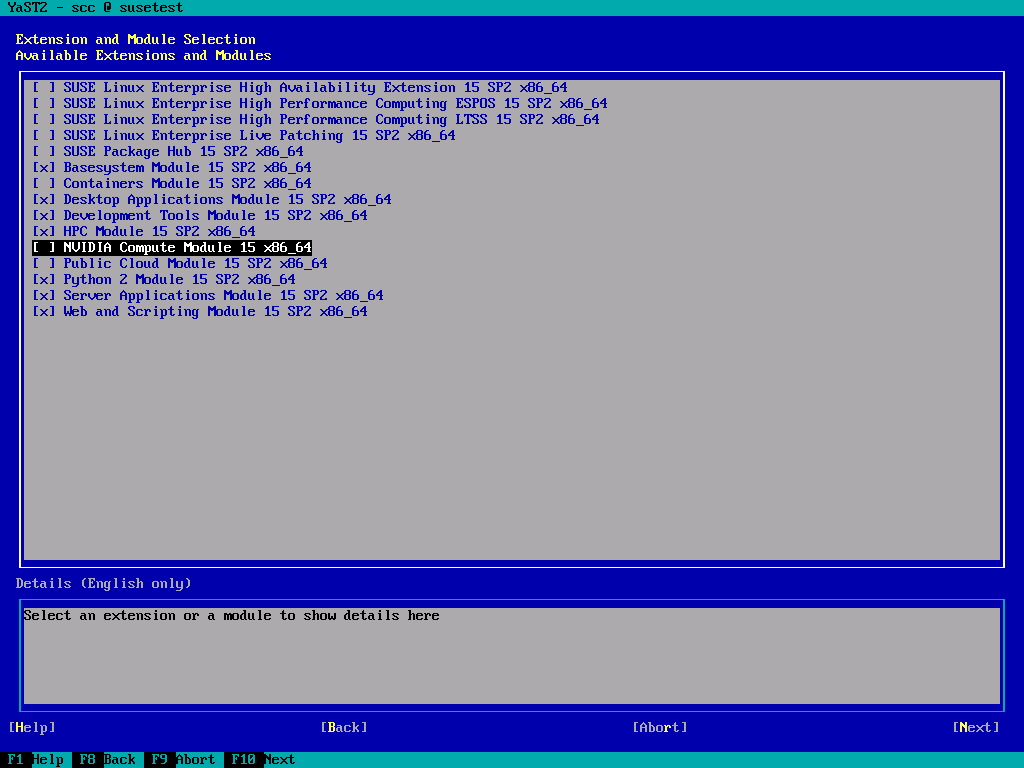 YaST2 - scc @ susetest
Extension and Module Selection
Available Extensions and Modules
[ ] SUSE Linux Enterprise High Availability Extension 15 SP2 x86_64
[ ] SUSE Linux Enterprise High Performance Computing ESPOS 15 SP2 x86_64
[ ] SUSE Linux Enterprise High Performance Computing LTSS 15 SP2 x86_64
[ ] SUSE Linux Enterprise Live Patching 15 SP2 x86_64
[ ] SUSE Package Hub 15 SP2 x86_64
[x] Basesystem Module 15 SP2 x86_64
[ ] Containers Module 15 SP2 x86_64
[x] Desktop Applications Module 15 SP2 x86_64
[x] Development Tools Module 15 SP2 x86_64
[x] HPC Module 15 SP2 x86_64
[ ] NVIDIA Compute Module 15 x86_64
[ ] Public Cloud Module 15 SP2 x86_64
[x] Python 2 Module 15 SP2 x86_64
[x] Server Applications Module 15 SP2 x86_64
[x] Web and Scripting Module 15 SP2 x86_64
Details (English only)
Select an extension or a module to show details here
[Help] [Back] [Abort] [Next]
F1 Help F8 Back F9 Abort F10 Next